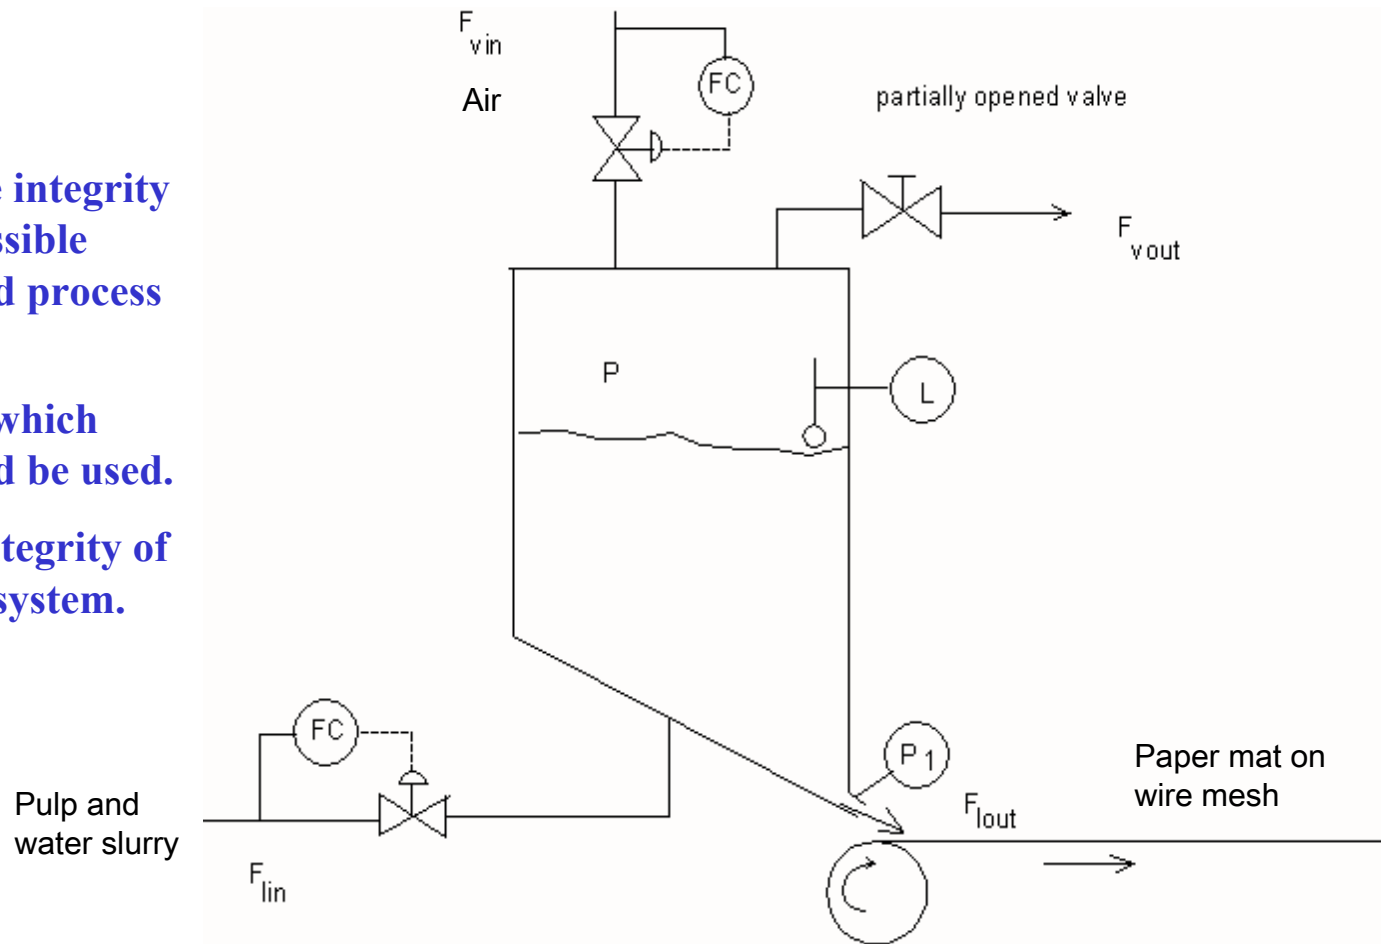 F
vin
Air
FC
partially opened valve
e integrity
ssible
d process
F
vout
P
L
which
d be used.
tegrity of
system.
FC
P1
Paper mat on
wire mesh
Pulp and
water slurry
F
lout
F
lin